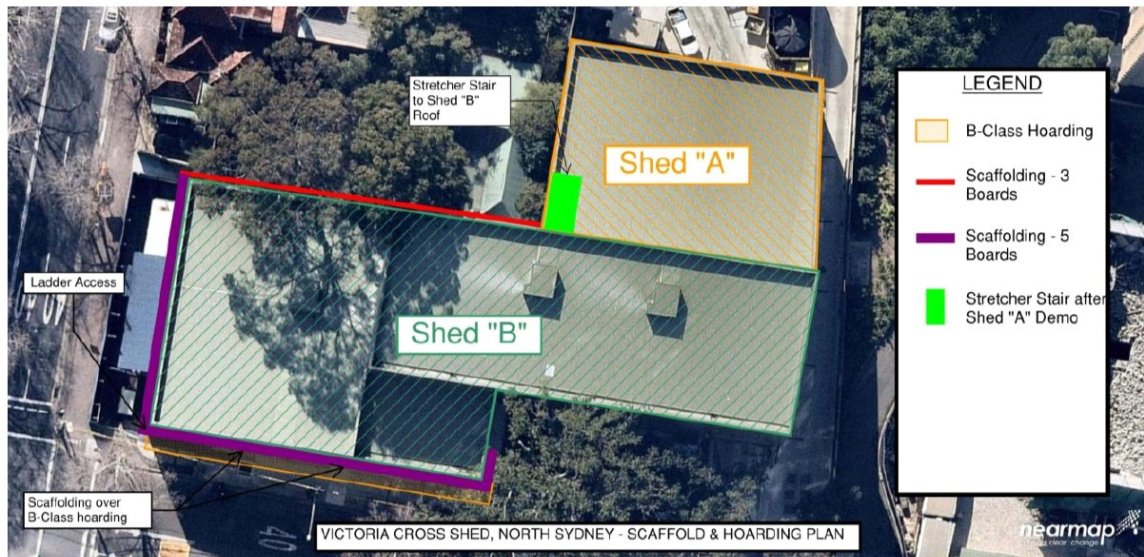 Stretcher Stair
to Shed "B"
Roof
Shed "A"
LEGEND
B-Class Hoarding
Scaffolding - 3
Boards
Scaffolding - 5
Boards
Stretcher Stair after
Shed "A" Demo
Ladder Access
Shed "B"
Scaffolding over
B-Class hoarding
40
VICTORIA CROSS SHED, NORTH SYDNEY - SCAFFOLD & HOARDING PLAN
nearmap